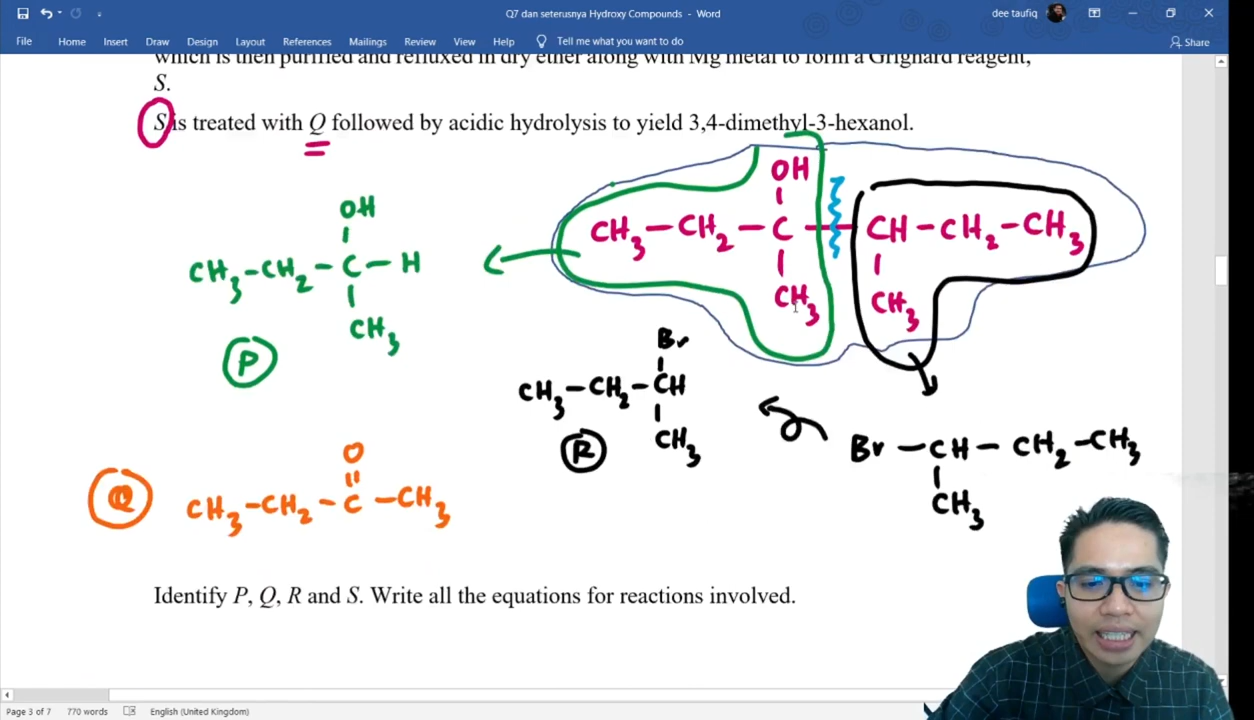 Q7 dan seterusnya Hydroxy Compounds - Word
dee taufiq
File Home Insert Draw Design Layout References Mailings Review View Help Tell me what you want to do
Share
which is then purified and refluxed in dry ether along with Mg metal to form a Grignard reagent,
S.
S is treated with Q followed by acidic hydrolysis to yield 3,4-dimethyl-3-hexanol.
OH
CH3-CH2-C-CH-CH2-CH3
CH3 CH3
OH
CH3-CH2-C-H
CH3
P
Br
CH3-CH2-CH
CH3
R
Br-CH-CH2-CH3
CH3
O
Q CH3-CH2-C-CH3
Identify P, Q, R and S. Write all the equations for reactions involved.
Page 3 of 7 770 words English (United Kingdom)